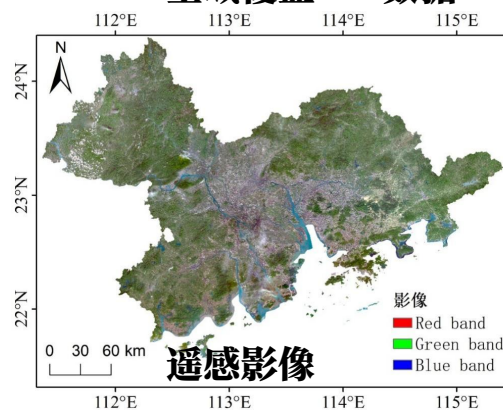 112°E 113°E 114°E 115°E
N
24°N
23°N
22°N
影像
Red band
Green band
Blue band
0 30 60 km
遥感影像
112°E 113°E 114°E 115°E